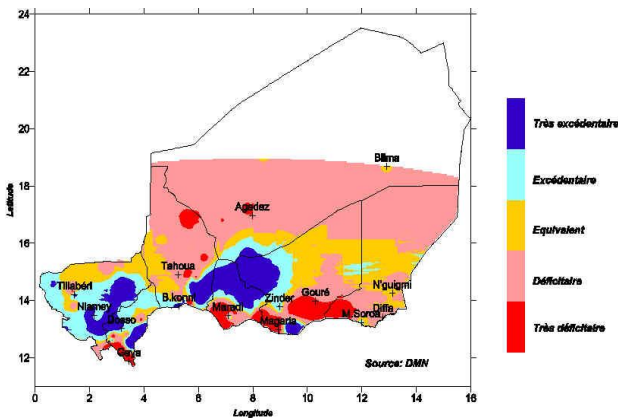 24
22
20
18
16
14
12
Latitude
0 2 4 6 8 10 12 14 16
Longitude
Bilma
Agadaz
Tahoua
Tillabéri
N'guigmi
B.konni
Gouré
Zinder
Niamey
Maradi
Diffa
Dosso
M.Soroa
Magaria
Gaya
Source: DMN
Très excédentaire
Excédentaire
Equivalent
Déficitaire
Très déficitaire